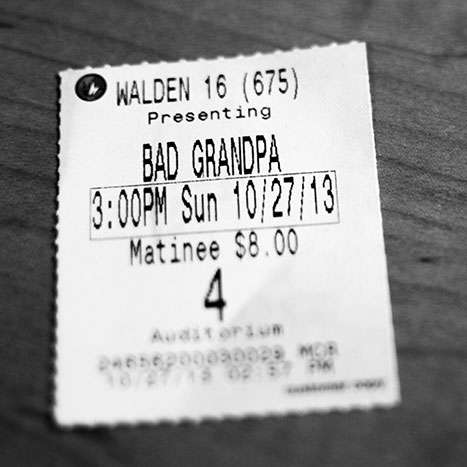 WALDEN 16 (675)
Presenting
BAD GRANDPA
3:00PM Sun 10/27/13
Matinee $8.00
4
Auditorium
10/27/13 02:57 PM